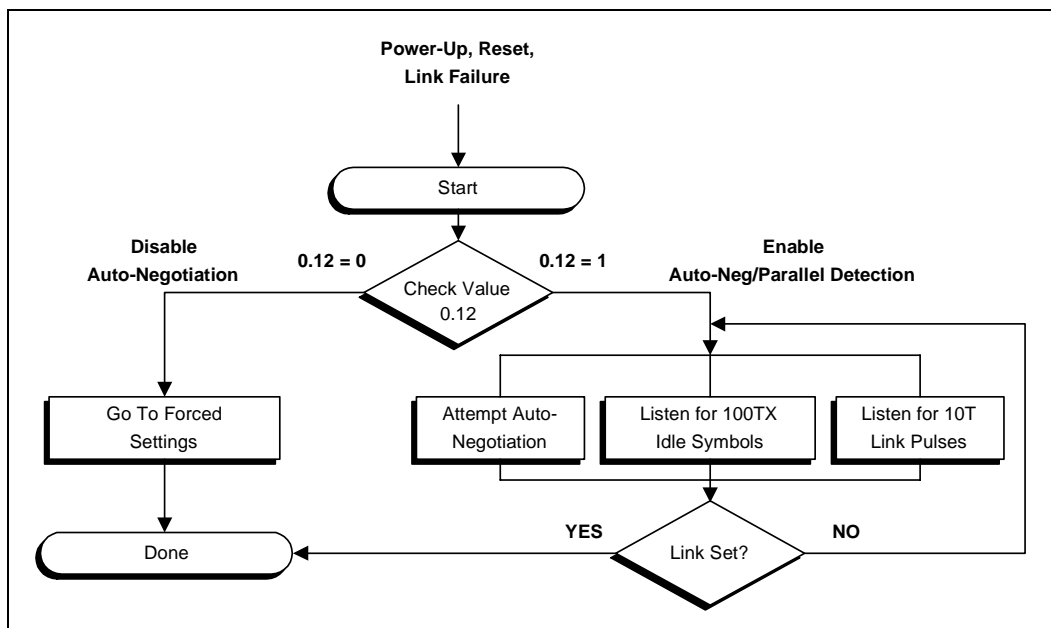 Power-Up, Reset,
Link Failure
Start
Disable
Auto-Negotiation
0.12 = 0
0.12 = 1
Enable
Auto-Neg/Parallel Detection
Check Value
0.12
Go To Forced
Settings
Attempt Auto-
Negotiation
Listen for 100TX
Idle Symbols
Listen for 10T
Link Pulses
Done
YES
Link Set?
NO